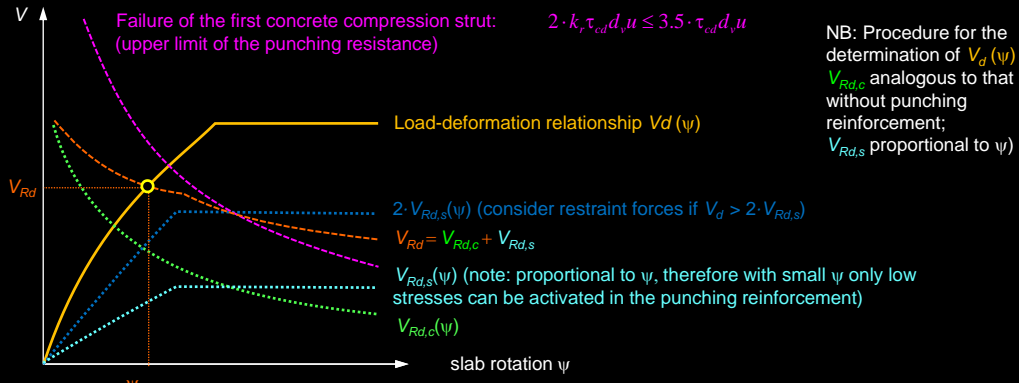 V
Failure of the first concrete compression strut: 2·k_r τ_cd d_v u ≤ 3.5·τ_cd d_v u
(upper limit of the punching resistance)
NB: Procedure for the
determination of V_d (ψ)
V_Rd,c analogous to that
without punching
reinforcement;
V_Rd,s proportional to ψ)
Load-deformation relationship Vd (ψ)
V_Rd
2·V_Rd,s(ψ) (consider restraint forces if V_d > 2·V_Rd,s)
V_Rd = V_Rd,c + V_Rd,s
V_Rd,s(ψ) (note: proportional to ψ, therefore with small ψ only low
stresses can be activated in the punching reinforcement)
V_Rd,c(ψ)
slab rotation ψ